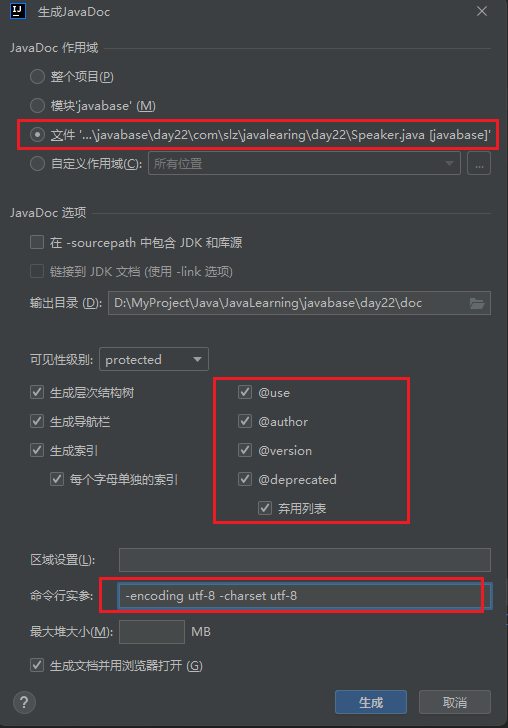 IJ 生成JavaDoc
JavaDoc 作用域
整个项目(P)
模块'javabase' (M)
文件 '...\javabase\day22\com\slz\javalearing\day22\Speaker.java [javabase]'
自定义作用域(C): 所有位置 ...
JavaDoc 选项
在 -sourcepath 中包含 JDK 和库源
链接到 JDK 文档 (使用 -link 选项)
输出目录 (D): D:\MyProject\Java\JavaLearning\javabase\day22\doc
可见性级别: protected
生成层次结构树 @use
生成导航栏 @author
生成索引 @version
每个字母单独的索引 @deprecated
弃用列表
区域设置(L):
命令行实参: -encoding utf-8 -charset utf-8
最大堆大小(M): MB
生成文档并用浏览器打开 (G)
? 生成 取消